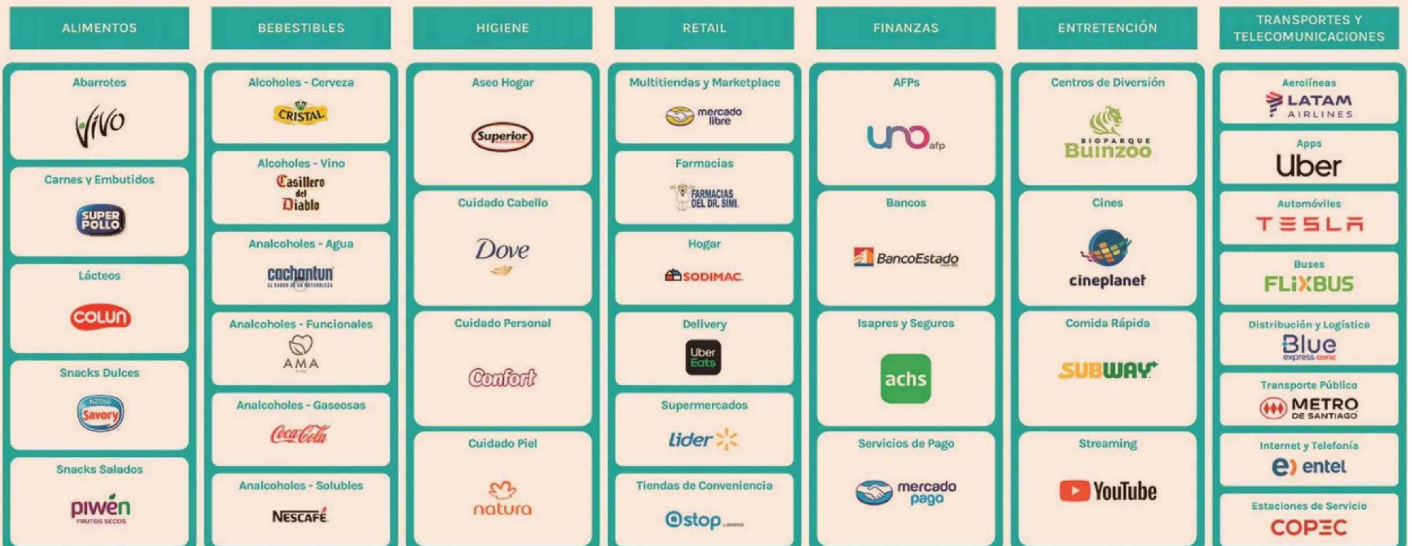 ALIMENTOS
Abarrotes
Vivo
Carnes y Embutidos
SUPER
POLLO
Lácteos
COLUN
Snacks Dulces
Nestlé
Savory
Snacks Salados
piwén
FRUTOS SECOS
BEBESTIBLES
Alcoholes - Cerveza
CRISTAL
Alcoholes - Vino
Casillero
del
Diablo
Analcoholes - Agua
cachantun
EL SABOR DE LA NATURALEZA
Analcoholes - Funcionales
AMA
Analcoholes - Gaseosas
Coca-Cola
Analcoholes - Solubles
NESCAFÉ
HIGIENE
Aseo Hogar
Superior
Cuidado Cabello
Dove
Cuidado Personal
Confort
Cuidado Piel
natura
RETAIL
Multitiendas y Marketplace
mercado
libre
Farmacias
FARMACIAS
DEL DR. SIMI.
Hogar
SODIMAC
Delivery
Uber
Eats
Supermercados
lider
Tiendas de Conveniencia
stop
FINANZAS
AFPs
uno afp
Bancos
BancoEstado
Isapres y Seguros
achs
Servicios de Pago
mercado
pago
ENTRETENCIÓN
Centros de Diversión
BIOPARQUE
Buinzoo
Cines
cineplanet
Comida Rápida
SUBWAY
Streaming
YouTube
TRANSPORTES Y
TELECOMUNICACIONES
Aerolíneas
LATAM
AIRLINES
Apps
Uber
Automóviles
TESLA
Buses
FLiXBUS
Distribución y Logística
Blue
express copec
Transporte Público
METRO
DE SANTIAGO
Internet y Telefonía
e) entel
Estaciones de Servicio
COPEC